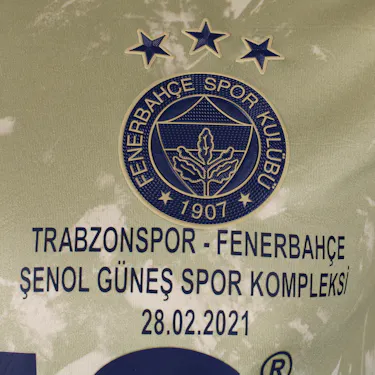 FENERBAHÇE SPOR KULÜBÜ
1907
TRABZONSPOR - FENERBAHÇE
ŞENOL GÜNEŞ SPOR KOMPLEKSİ
28.02.2021
®